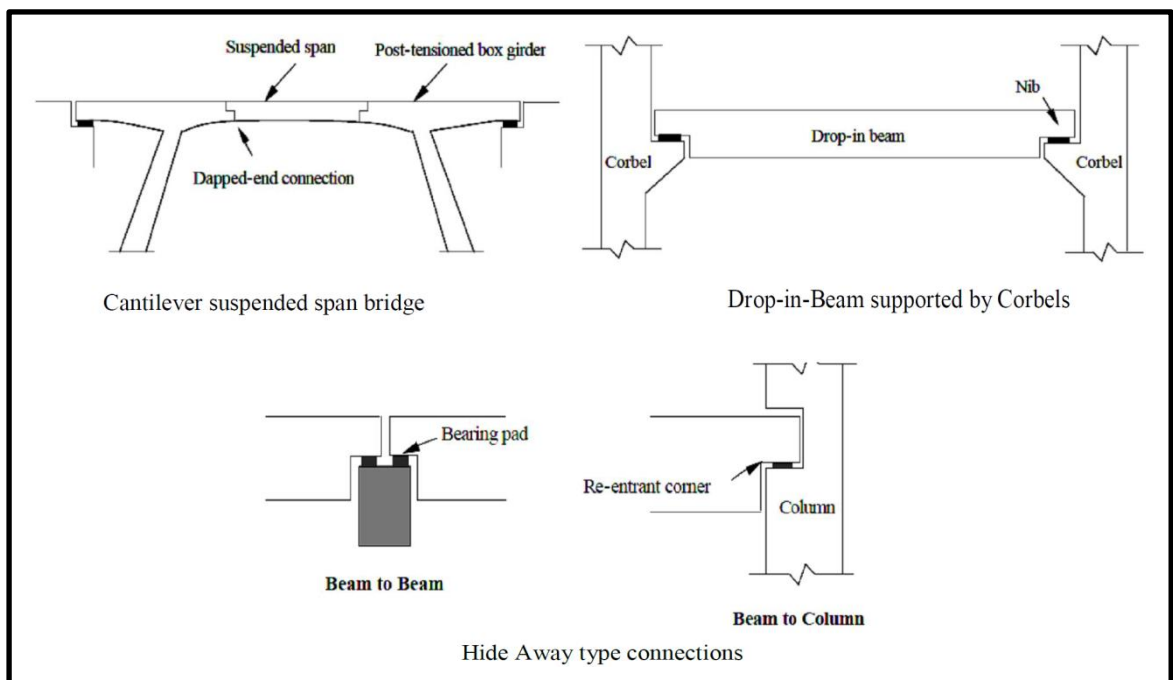 Suspended span
Post-tensioned box girder
Dapped-end connection
Cantilever suspended span bridge
Nib
Drop-in beam
Corbel
Corbel
Drop-in-Beam supported by Corbels
Bearing pad
Beam to Beam
Re-entrant corner
Column
Beam to Column
Hide Away type connections